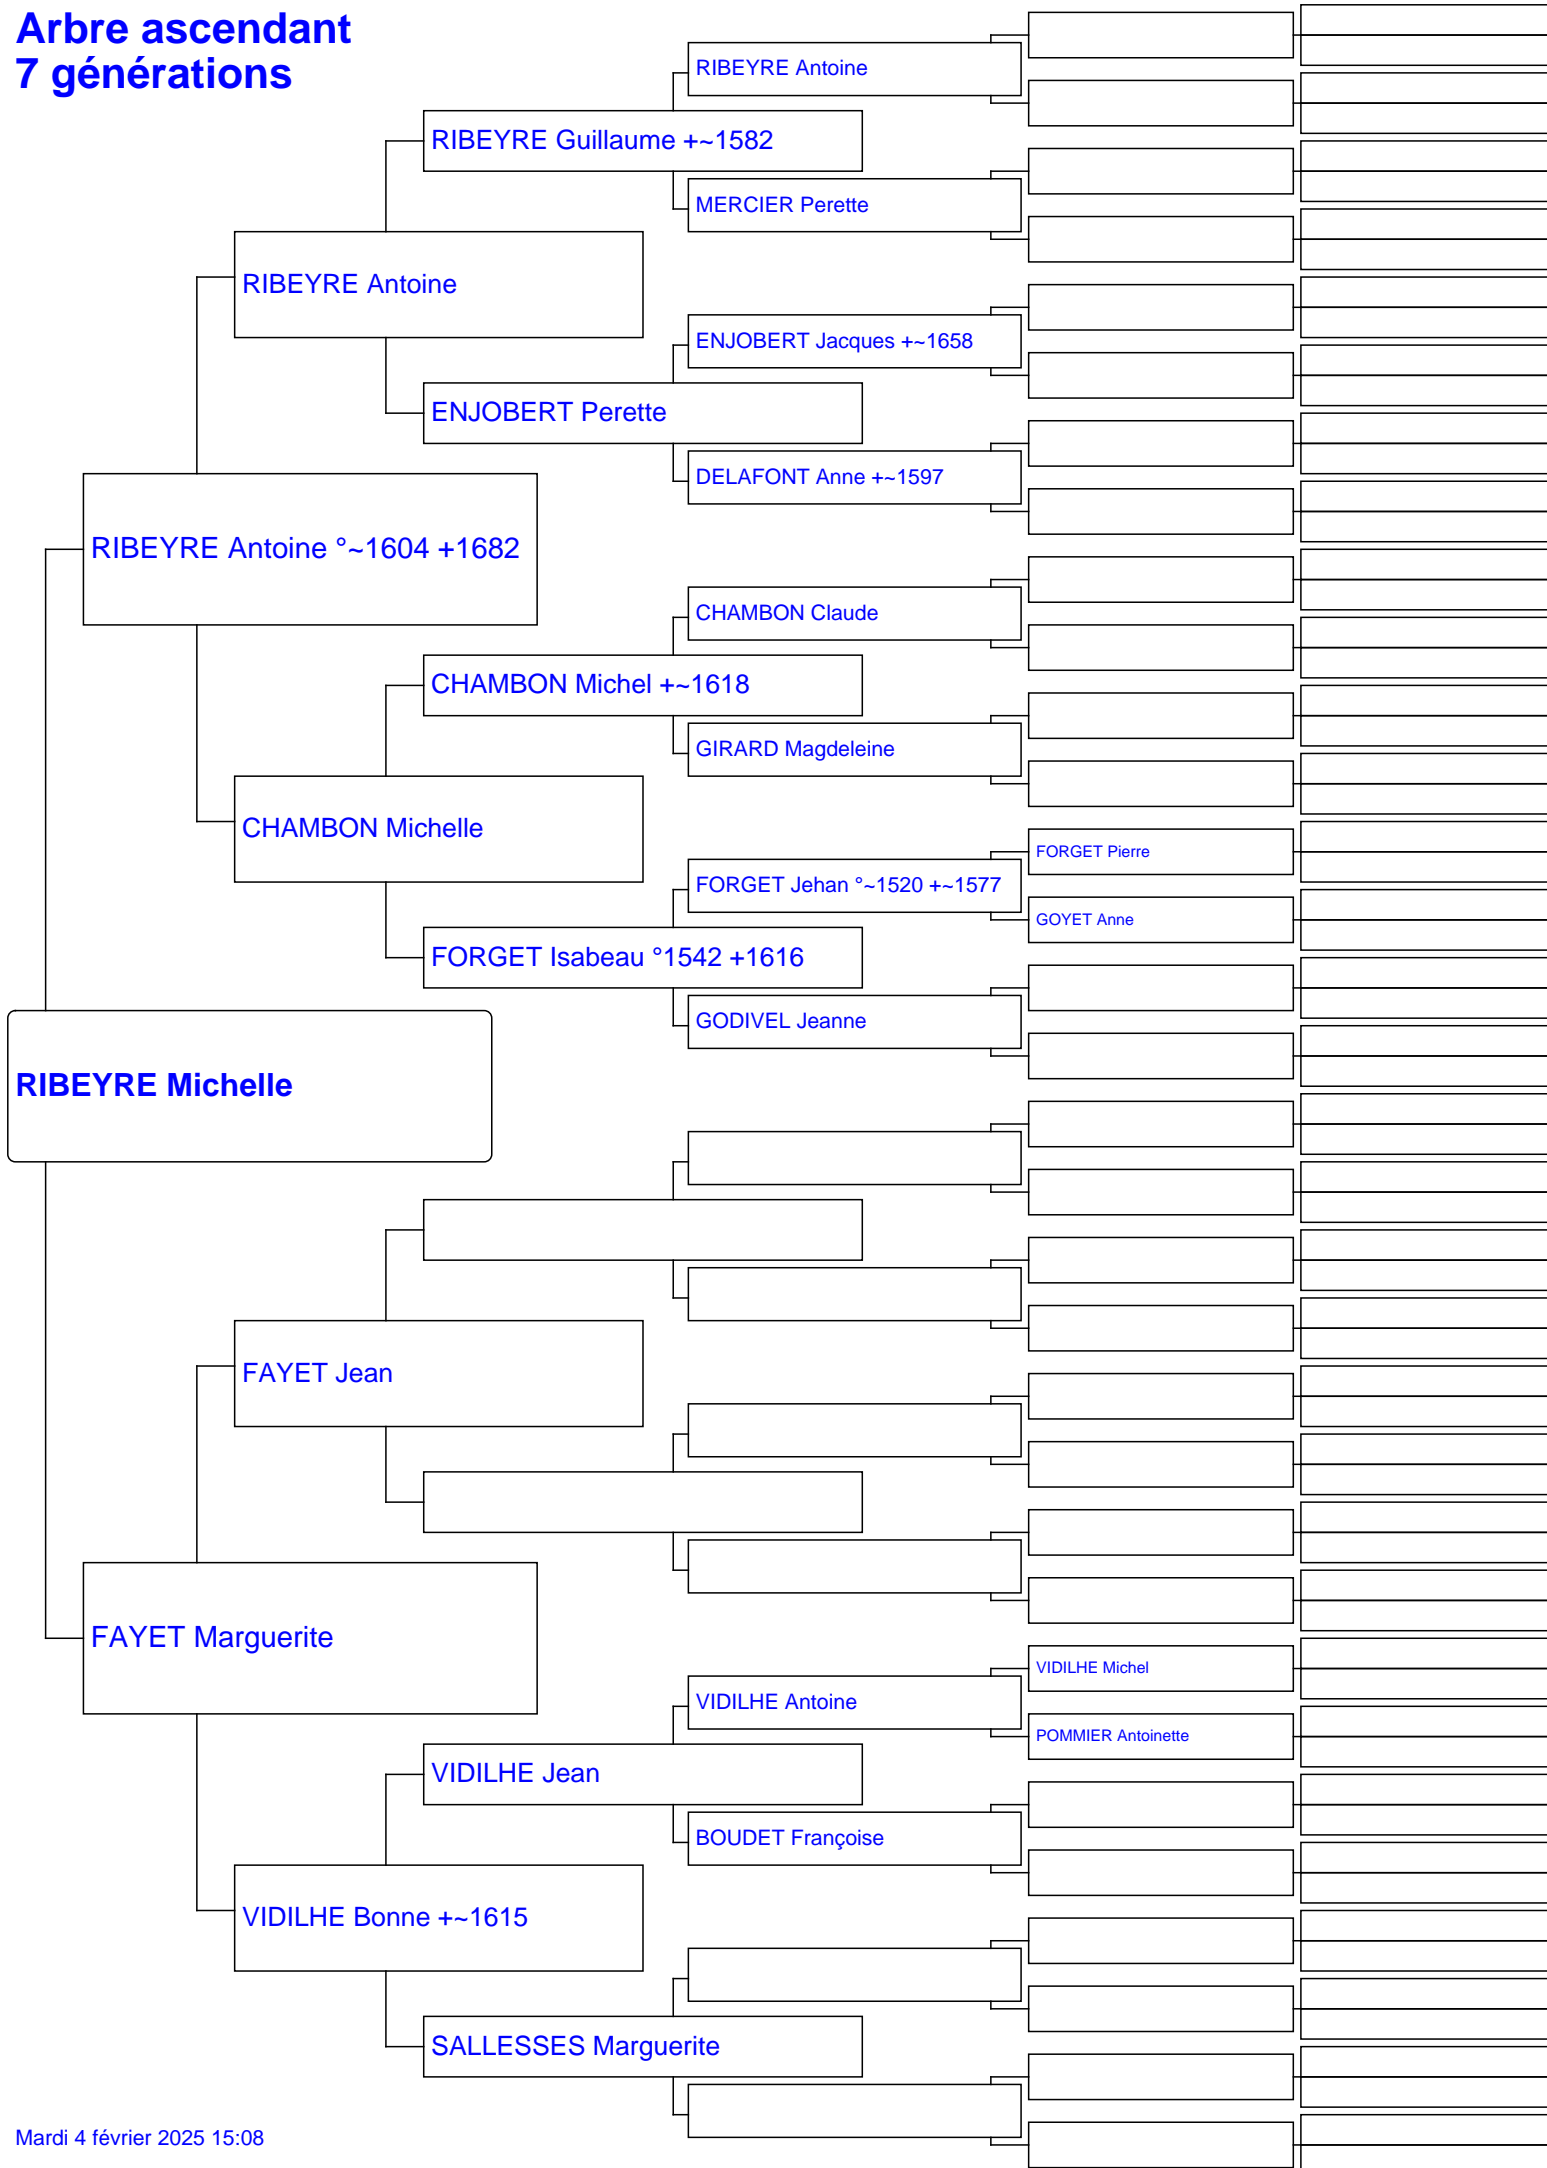 Arbre ascendant
7 générations
RIBEYRE Antoine
RIBEYRE Guillaume +~1582
MERCIER Perette
RIBEYRE Antoine
ENJOBERT Jacques +~1658
ENJOBERT Perette
DELAFONT Anne +~1597
RIBEYRE Antoine °~1604 +1682
CHAMBON Claude
CHAMBON Michel +~1618
GIRARD Magdeleine
CHAMBON Michelle
FORGET Pierre
FORGET Jehan °~1520 +~1577
GOYET Anne
FORGET Isabeau °1542 +1616
GODIVEL Jeanne
RIBEYRE Michelle
FAYET Jean
FAYET Marguerite
VIDILHE Michel
VIDILHE Antoine
POMMIER Antoinette
VIDILHE Jean
BOUDET Françoise
VIDILHE Bonne +~1615
SALLESSES Marguerite
Mardi 4 février 2025 15:08